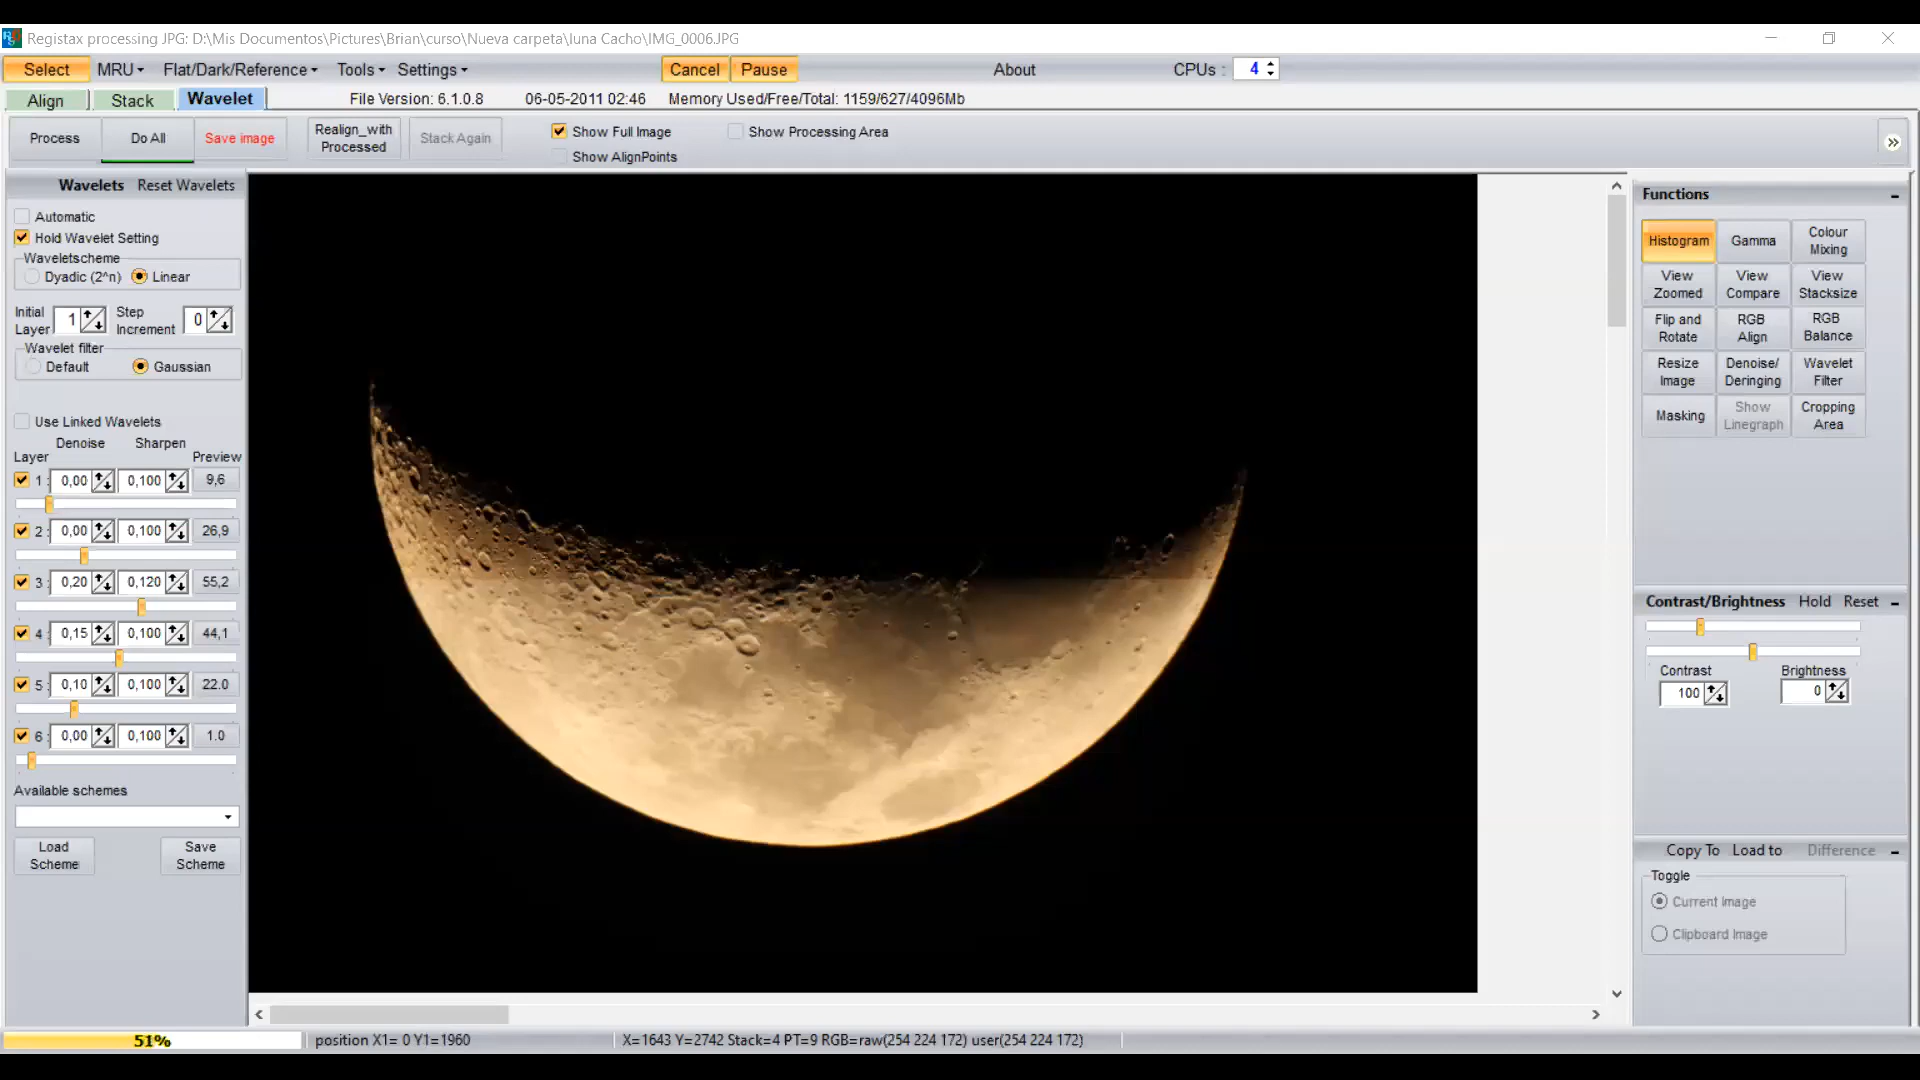 Registax processing JPG: D:\Mis Documentos\Pictures\Brian\curso\Nueva carpeta\luna Cacho\IMG_0006.JPG
Select MRU Flat/Dark/Reference Tools Settings Cancel Pause About CPUs : 4
Align Stack Wavelet File Version: 6.1.0.8 06-05-2011 02:46 Memory Used/Free/Total: 1159/627/4096Mb
Process Do All Save image Realign_with Processed Stack Again
Show Full Image Show Processing Area
Show AlignPoints
»
Wavelets Reset Wavelets
Automatic
Hold Wavelet Setting
Waveletscheme
Dyadic (2^n) Linear
Initial Layer 1 Step Increment 0
Wavelet filter
Default Gaussian
Use Linked Wavelets
Denoise Sharpen
Layer Preview
1 : 0,00 0,100 9,6
2 : 0,00 0,100 26,9
3 : 0,20 0,120 55,2
4 : 0,15 0,100 44,1
5 : 0,10 0,100 22.0
6 : 0,00 0,100 1.0
Available schemes
Load Scheme Save Scheme
Functions
Histogram Gamma Colour Mixing
View Zoomed View Compare View Stacksize
Flip and Rotate RGB Align RGB Balance
Resize Image Denoise/ Deringing Wavelet Filter
Masking Show Linegraph Cropping Area
Contrast/Brightness Hold Reset
Contrast Brightness
100 0
Copy To Load to Difference
Toggle
Current Image
Clipboard Image
51% position X1= 0 Y1=1960 X=1643 Y=2742 Stack=4 PT=9 RGB=raw(254 224 172) user(254 224 172)